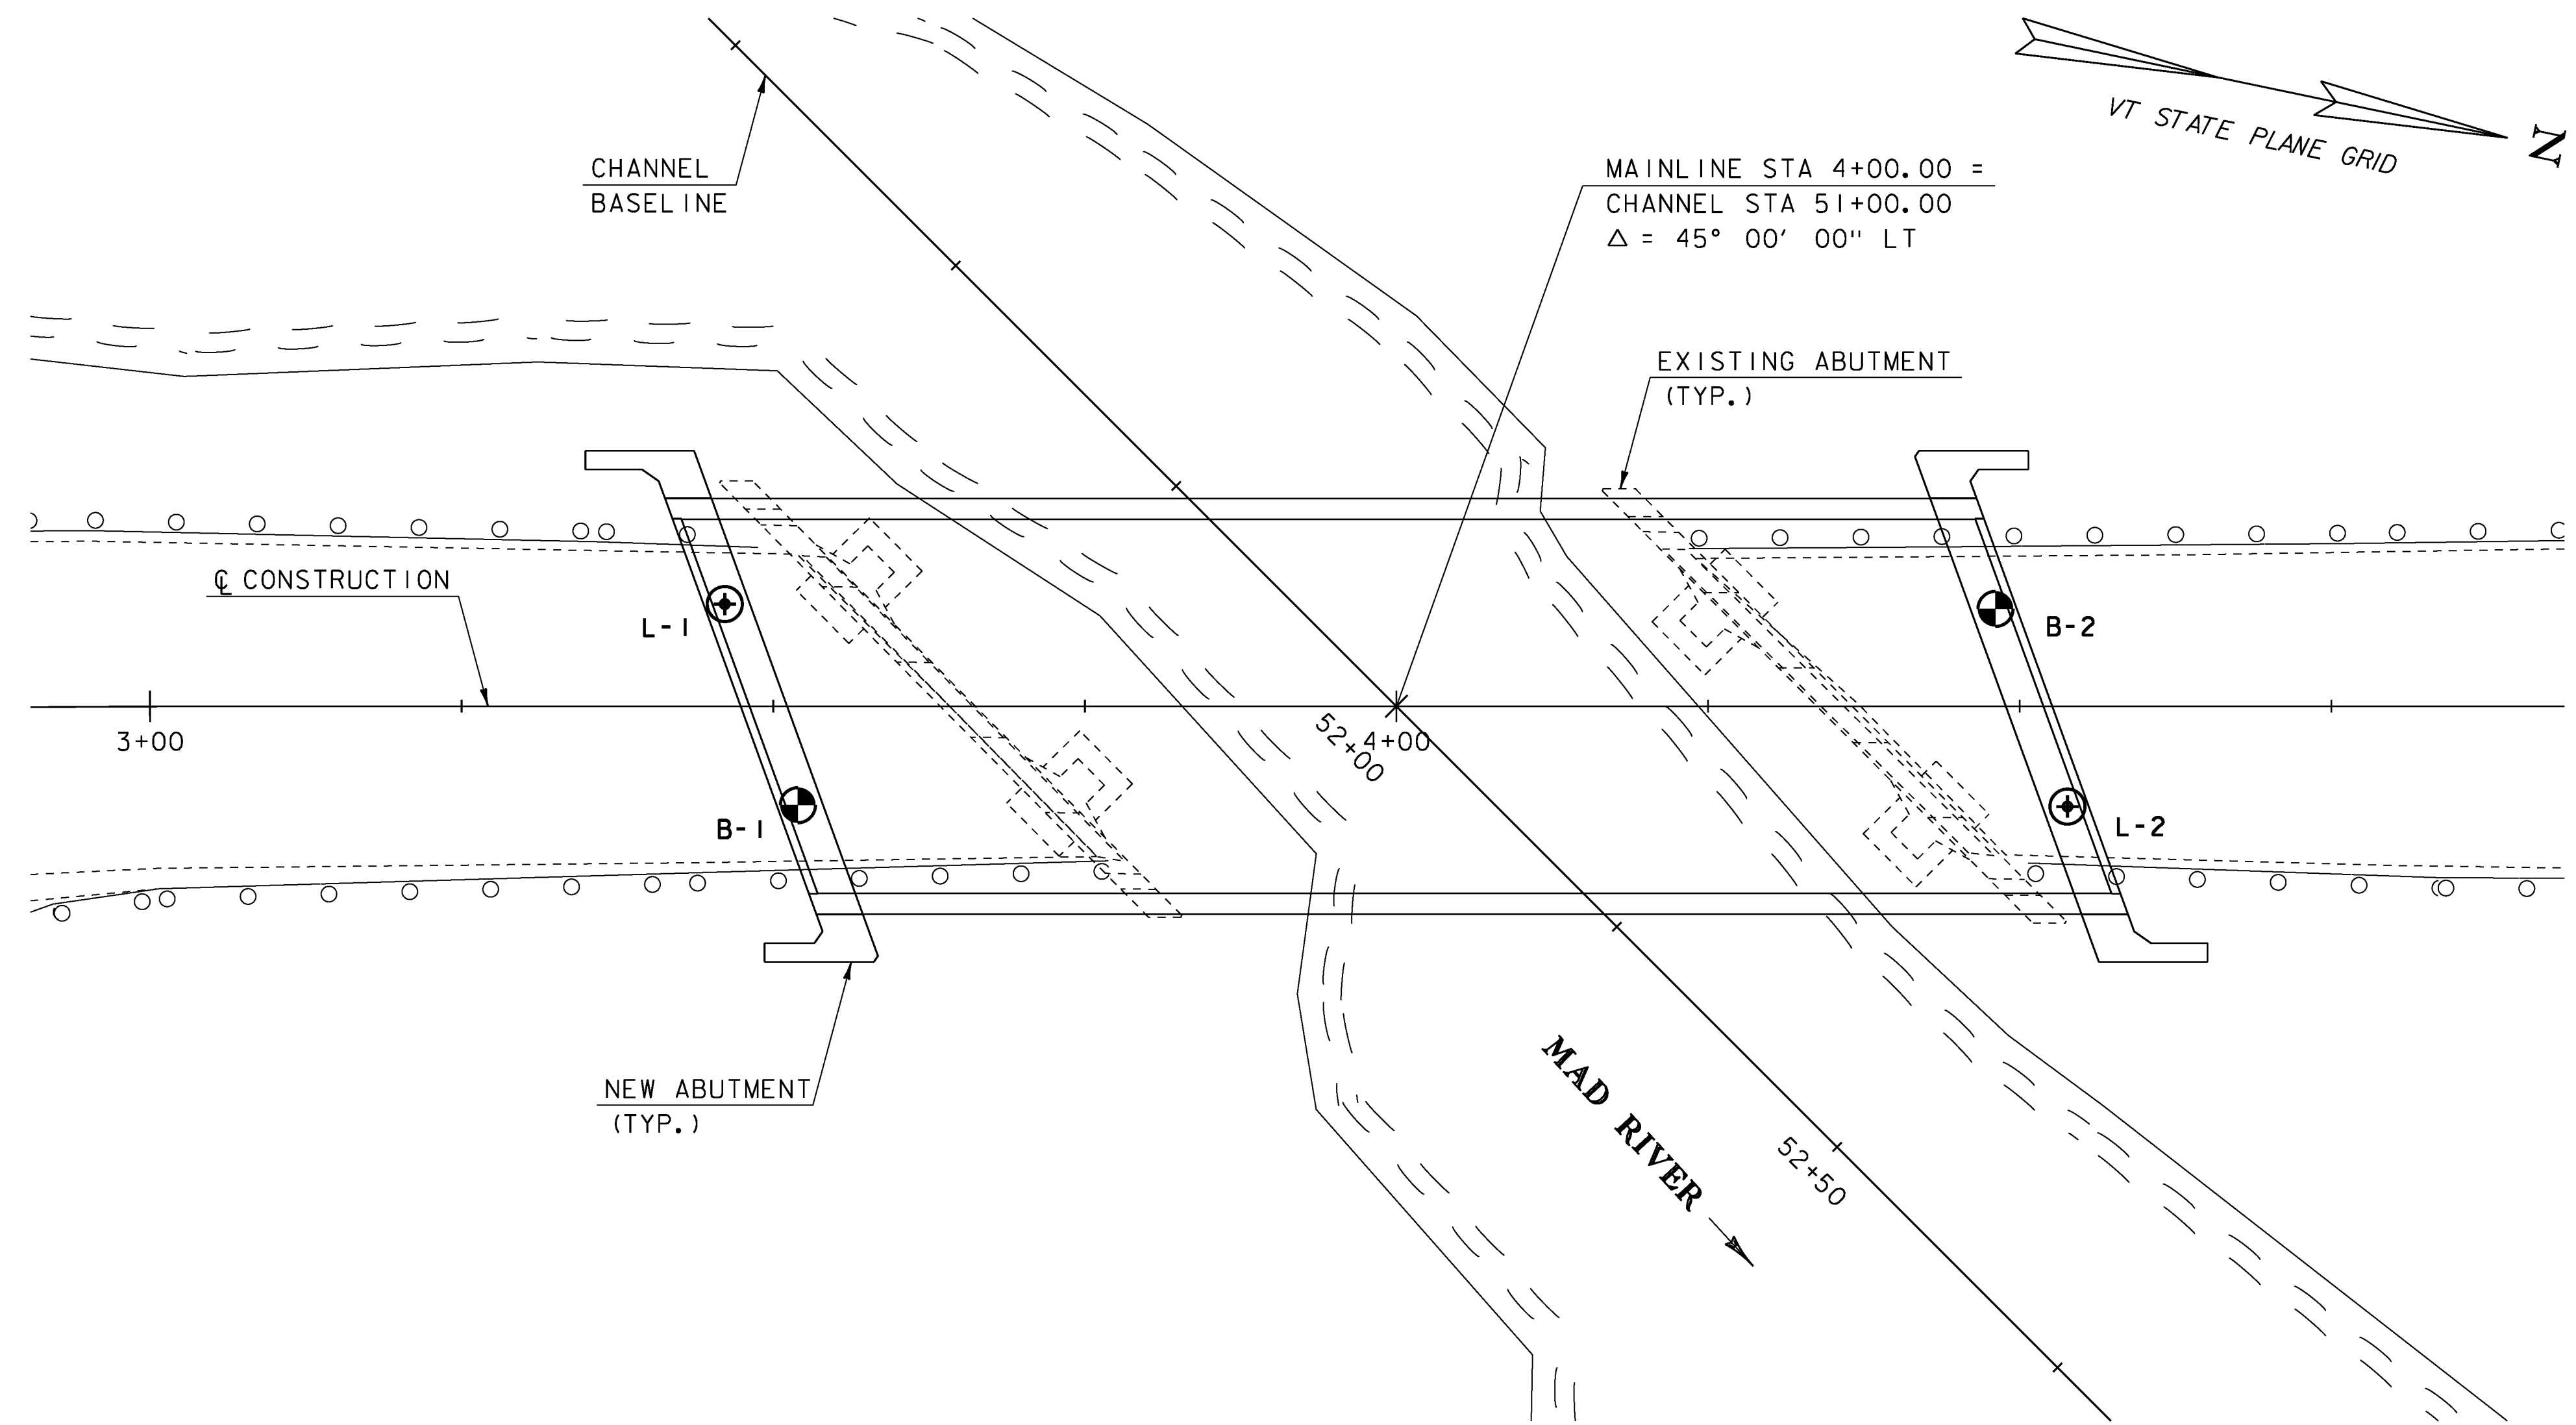 VT STATE PLANE GRID
N
CHANNEL
BASELINE
MAINLINE STA 4+00.00 =
CHANNEL STA 51+00.00
Δ = 45° 00' 00" LT
EXISTING ABUTMENT
(TYP.)
℄ CONSTRUCTION
L-1
B-2
3+00
52+00
4+00
B-1
L-2
NEW ABUTMENT
(TYP.)
MAD RIVER
52+50